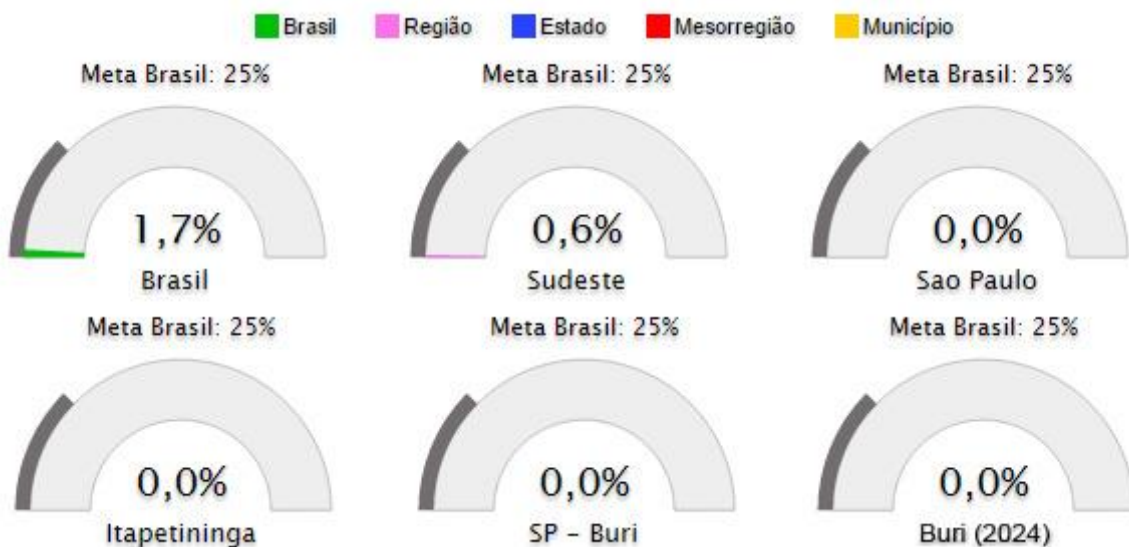 Brasil Região Estado Mesorregião Município
Meta Brasil: 25% Meta Brasil: 25% Meta Brasil: 25%
1,7% 0,6% 0,0%
Brasil Sudeste Sao Paulo
Meta Brasil: 25% Meta Brasil: 25% Meta Brasil: 25%
0,0% 0,0% 0,0%
Itapetininga SP - Buri Buri (2024)